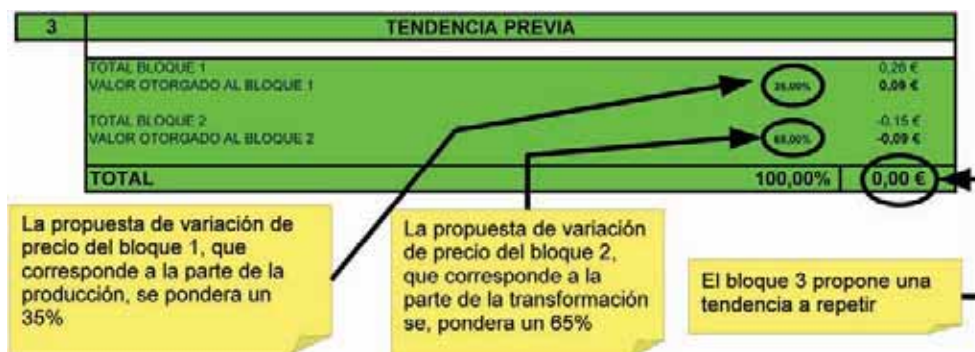 3 TENDENCIA PREVIA
TOTAL BLOQUE 1 0,26 €
VALOR OTORGADO AL BLOQUE 1 35,00% 0,09 €
TOTAL BLOQUE 2 -0,15 €
VALOR OTORGADO AL BLOQUE 2 65,00% -0,09 €
TOTAL 100,00% 0,00 €
La propuesta de variación de
precio del bloque 1, que
corresponde a la parte de la
producción, se pondera un
35%
La propuesta de variación
de precio del bloque 2,
que corresponde a la
parte de la transformación
se, pondera un 65%
El bloque 3 propone una
tendencia a repetir